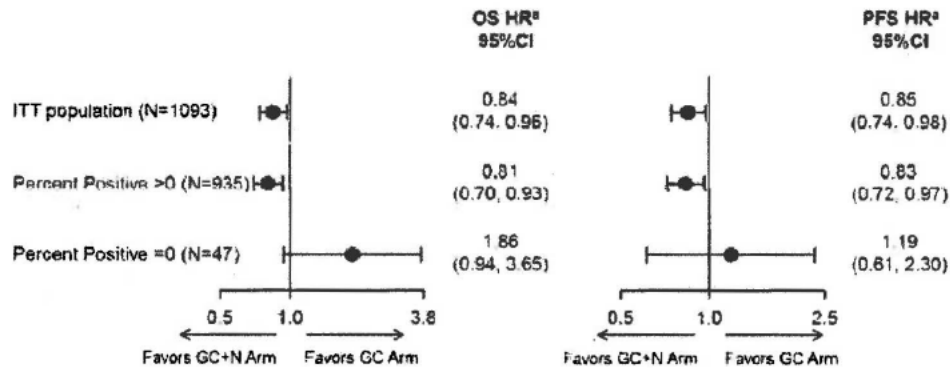 OS HRª PFS HRª
95%CI 95%CI
ITT population (N=1093) 0.84 0.85
(0.74. 0.96) (0.74, 0.98)
Percent Positive >0 (N=935) 0.81 0.83
(0.70, 0.93) (0.72, 0.97)
Percent Positive =0 (N=47) 1.86 1.19
(0.94, 3.65) (0.61, 2.30)
0.5 1.0 3.8 0.5 1.0 2.5
Favors GC+N Arm Favors GC Arm Favors GC+N Arm Favors GC Arm